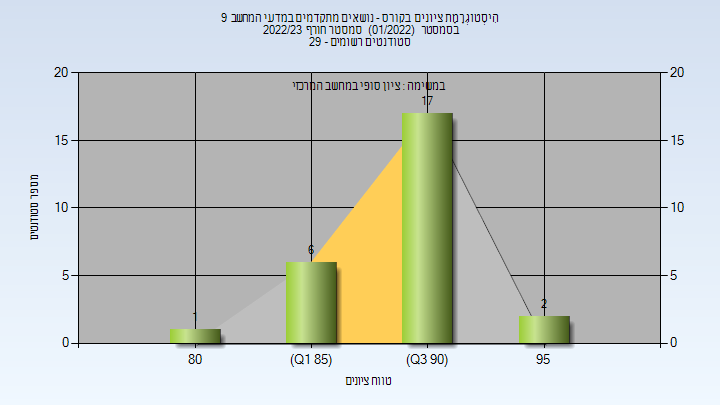 הִיסְטוֹגְרָמַת ציונים בקורס - נושאים מתקדמים במדעי המחשב 9
בסמסטר (01/2022) סמסטר חורף 2022/23
סטודנטים רשומים - 29
במשימה : ציון סופי במחשב המרכזי
20
15
10
5
0
20
15
10
5
0
מספר סטודנטים
1
6
17
2
80
(Q1 85)
(Q3 90)
95
טווח ציונים